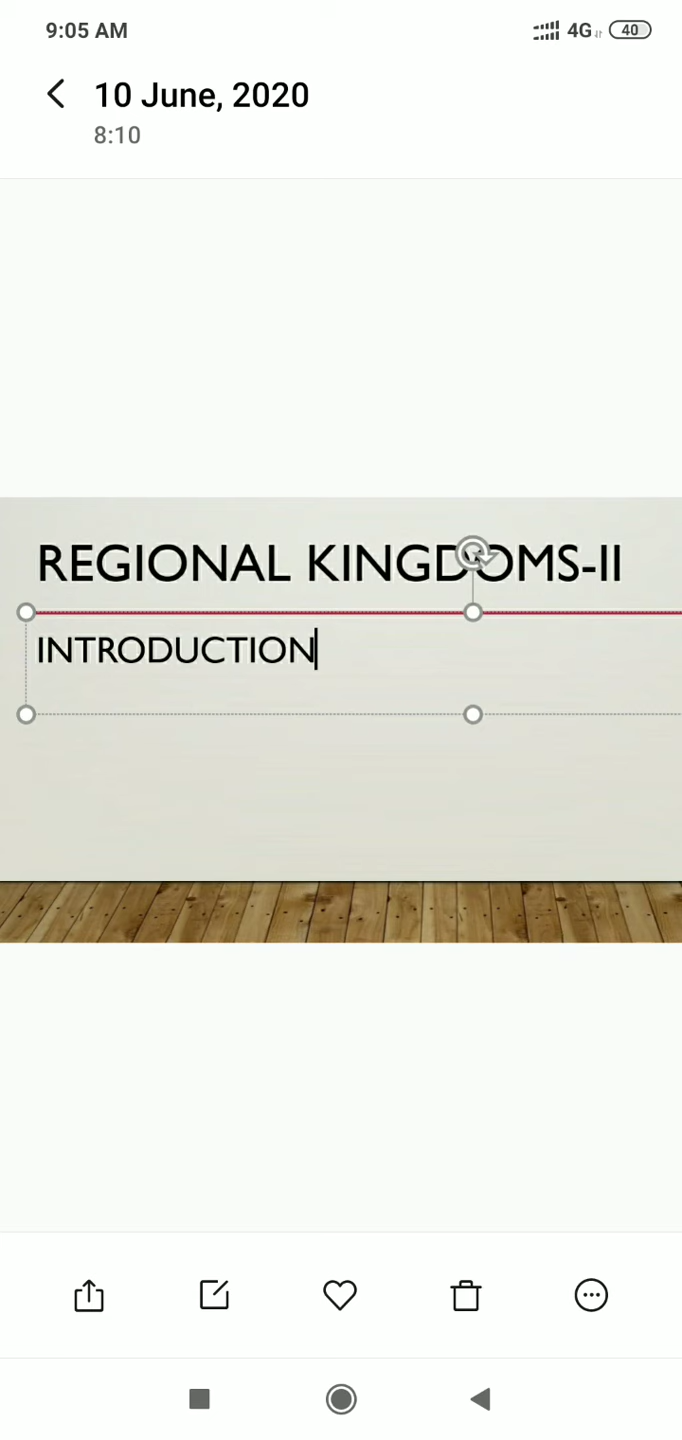 9:05 AM
4G
40
10 June, 2020
8:10
REGIONAL KINGDOMS-II
INTRODUCTION